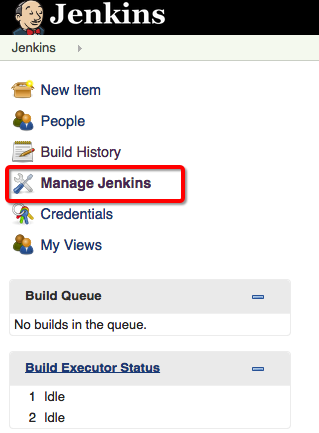 Jenkins
Jenkins
New Item
People
Build History
Manage Jenkins
Credentials
My Views
Build Queue
No builds in the queue.
Build Executor Status
1 Idle
2 Idle